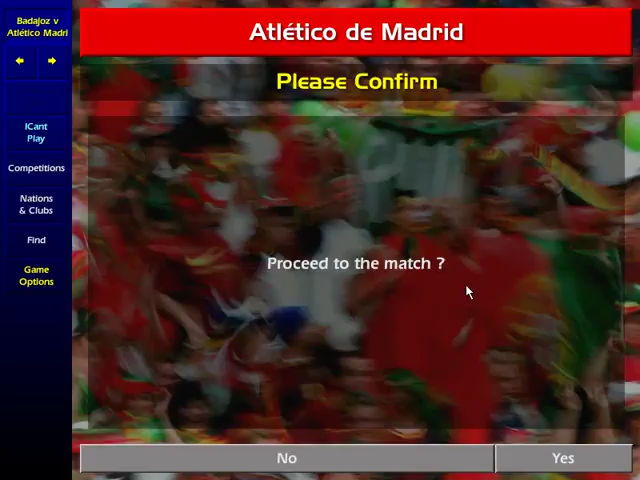 Badajoz v
Atlético Madri
Atlético de Madrid
Please Confirm
ICant
Play
Competitions
Nations
& Clubs
Find
Game
Options
Proceed to the match ?
No
Yes